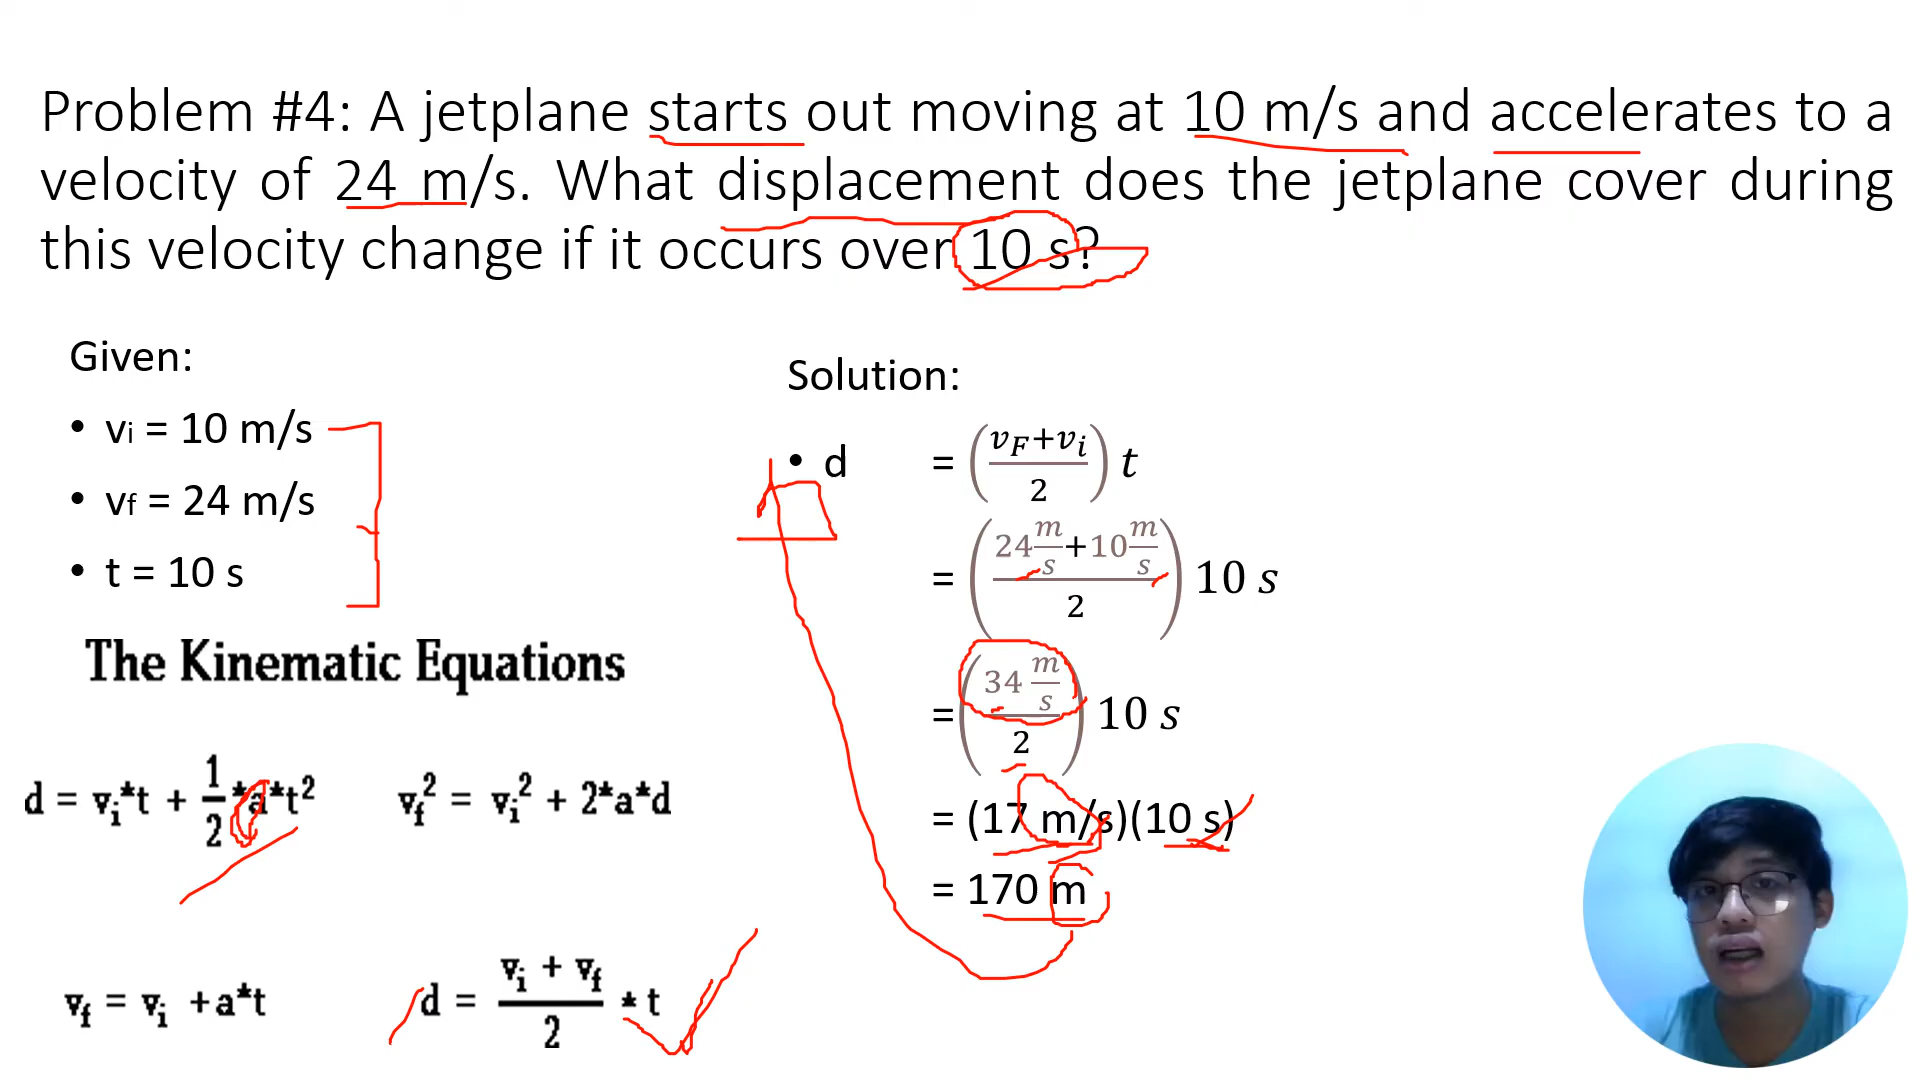 Problem #4: A jetplane starts out moving at 10 m/s and accelerates to a
velocity of 24 m/s. What displacement does the jetplane cover during
this velocity change if it occurs over 10 s?
Given:
• vi = 10 m/s
• vf = 24 m/s
• t = 10 s
The Kinematic Equations
d = vi*t + 1/2*a*t²
vf² = vi² + 2*a*d
vf = vi +a*t
d = (vi + vf)/2 * t
Solution:
• d = ((vF+vi)/2) t
= ((24 m/s+10 m/s)/2) 10 s
= ((34 m/s)/2) 10 s
= (17 m/s)(10 s)
= 170 m